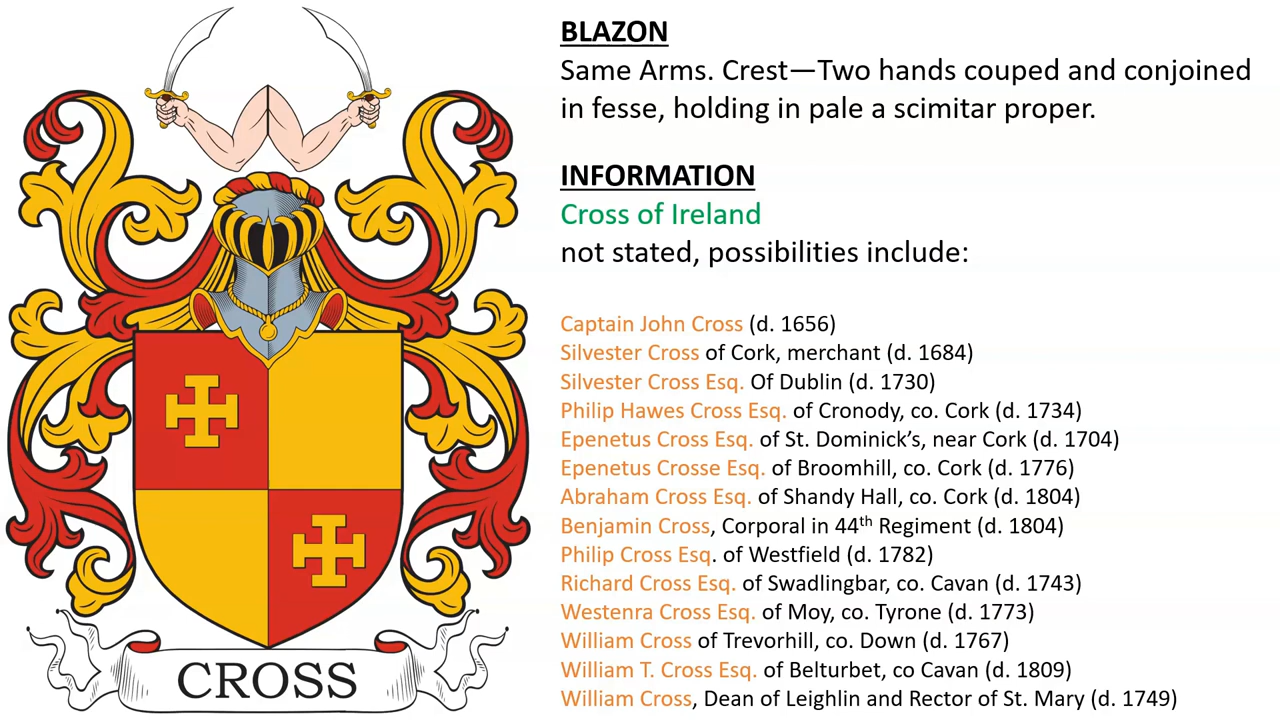 BLAZON
Same Arms. Crest—Two hands couped and conjoined
in fesse, holding in pale a scimitar proper.
INFORMATION
Cross of Ireland
not stated, possibilities include:
Captain John Cross (d. 1656)
Silvester Cross of Cork, merchant (d. 1684)
Silvester Cross Esq. Of Dublin (d. 1730)
Philip Hawes Cross Esq. of Cronody, co. Cork (d. 1734)
Epenetus Cross Esq. of St. Dominick’s, near Cork (d. 1704)
Epenetus Crosse Esq. of Broomhill, co. Cork (d. 1776)
Abraham Cross Esq. of Shandy Hall, co. Cork (d. 1804)
Benjamin Cross, Corporal in 44th Regiment (d. 1804)
Philip Cross Esq. of Westfield (d. 1782)
Richard Cross Esq. of Swadlingbar, co. Cavan (d. 1743)
Westenra Cross Esq. of Moy, co. Tyrone (d. 1773)
William Cross of Trevorhill, co. Down (d. 1767)
William T. Cross Esq. of Belturbet, co Cavan (d. 1809)
William Cross, Dean of Leighlin and Rector of St. Mary (d. 1749)
CROSS